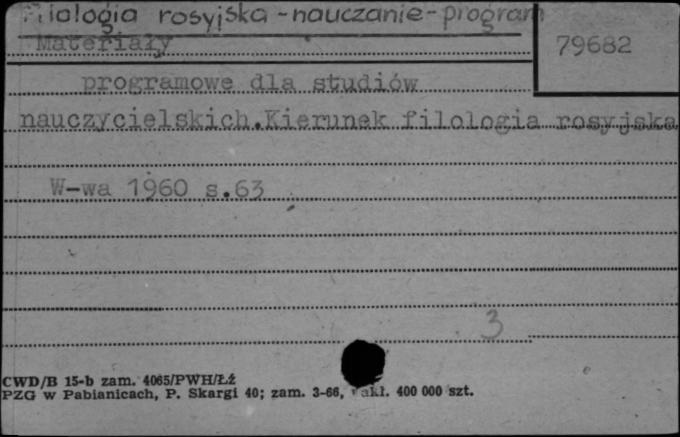 Filologia rosyjska - nauczanie - program
Materiały
79682
programowe dla studiów
nauczycielskich.Kierunek filologia rosyjska
W-wa 1960 s.63
3
CWD/B 15-b zam. 4065/PWH/Łź
PZG w Pabianicach, P. Skargi 40; zam. 3-66, akł. 400 000 szt.